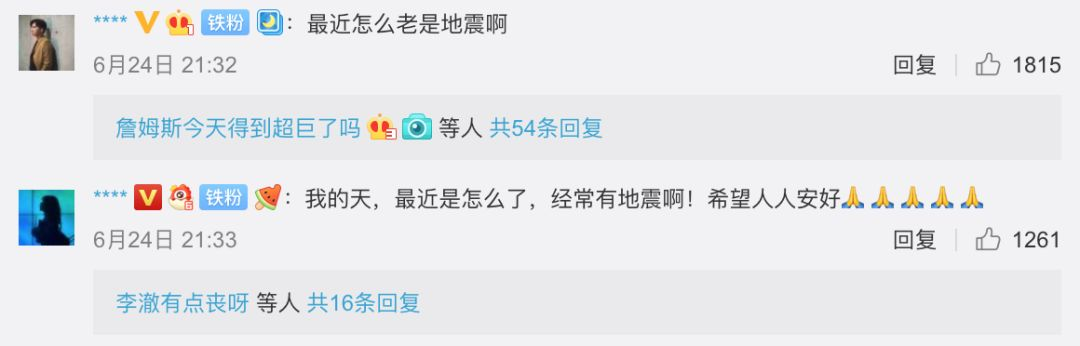 **** 铁粉：最近怎么老是地震啊
6月24日 21:32 回复 1815
詹姆斯今天得到超巨了吗 3 等人 共54条回复
**** V 铁粉：我的天，最近是怎么了，经常有地震啊！希望人人安好🙏🙏🙏🙏🙏
6月24日 21:33 回复 1261
李澈有点丧呀 等人 共16条回复